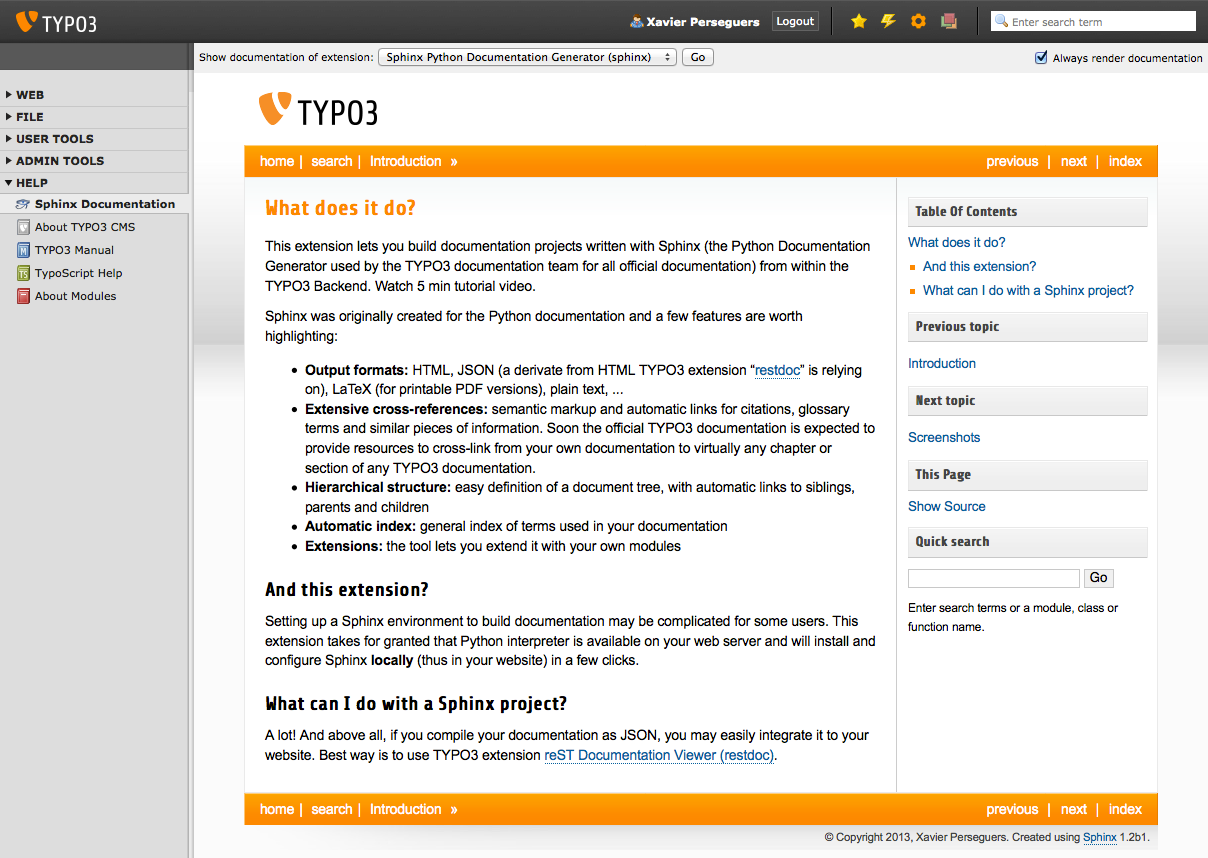 TYPO3
Xavier Perseguers
Logout
Enter search term
Show documentation of extension: Sphinx Python Documentation Generator (sphinx) Go
Always render documentation
WEB
FILE
USER TOOLS
ADMIN TOOLS
HELP
Sphinx Documentation
About TYPO3 CMS
TYPO3 Manual
TypoScript Help
About Modules
TYPO3
home | search | Introduction »
previous | next | index
What does it do?
This extension lets you build documentation projects written with Sphinx (the Python Documentation
Generator used by the TYPO3 documentation team for all official documentation) from within the
TYPO3 Backend. Watch 5 min tutorial video.
Sphinx was originally created for the Python documentation and a few features are worth
highlighting:
• Output formats: HTML, JSON (a derivate from HTML TYPO3 extension “restdoc” is relying
on), LaTeX (for printable PDF versions), plain text, ...
• Extensive cross-references: semantic markup and automatic links for citations, glossary
terms and similar pieces of information. Soon the official TYPO3 documentation is expected to
provide resources to cross-link from your own documentation to virtually any chapter or
section of any TYPO3 documentation.
• Hierarchical structure: easy definition of a document tree, with automatic links to siblings,
parents and children
• Automatic index: general index of terms used in your documentation
• Extensions: the tool lets you extend it with your own modules
And this extension?
Setting up a Sphinx environment to build documentation may be complicated for some users. This
extension takes for granted that Python interpreter is available on your web server and will install and
configure Sphinx locally (thus in your website) in a few clicks.
What can I do with a Sphinx project?
A lot! And above all, if you compile your documentation as JSON, you may easily integrate it to your
website. Best way is to use TYPO3 extension reST Documentation Viewer (restdoc).
Table Of Contents
What does it do?
And this extension?
What can I do with a Sphinx project?
Previous topic
Introduction
Next topic
Screenshots
This Page
Show Source
Quick search
Go
Enter search terms or a module, class or
function name.
home | search | Introduction »
previous | next | index
© Copyright 2013, Xavier Perseguers. Created using Sphinx 1.2b1.